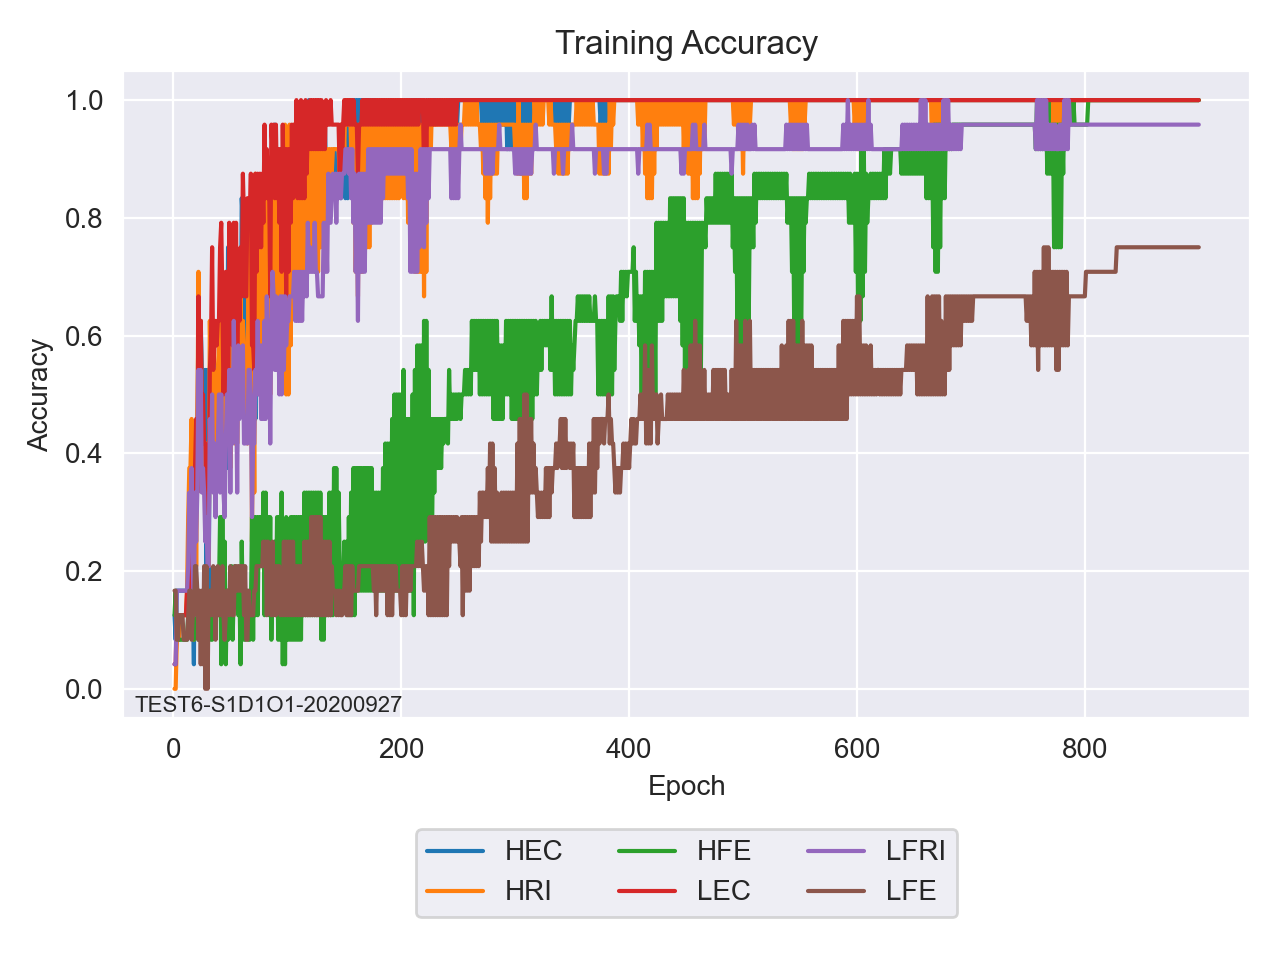 Training Accuracy
1.0
0.8
0.6
0.4
0.2
0.0
Accuracy
TEST6-S1D1O1-20200927
0 200 400 600 800
Epoch
HEC HFE LFRI
HRI LEC LFE